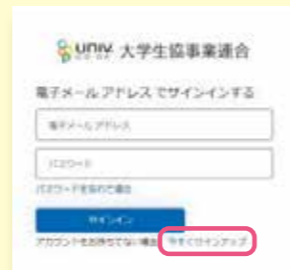 univ 大学生協事業連合
CO-OP
電子メール アドレス でサインインする
電子メール アドレス
パスワード
パスワードを忘れた場合
サインイン
アカウントをお持ちでない場合 今すぐサインアップ